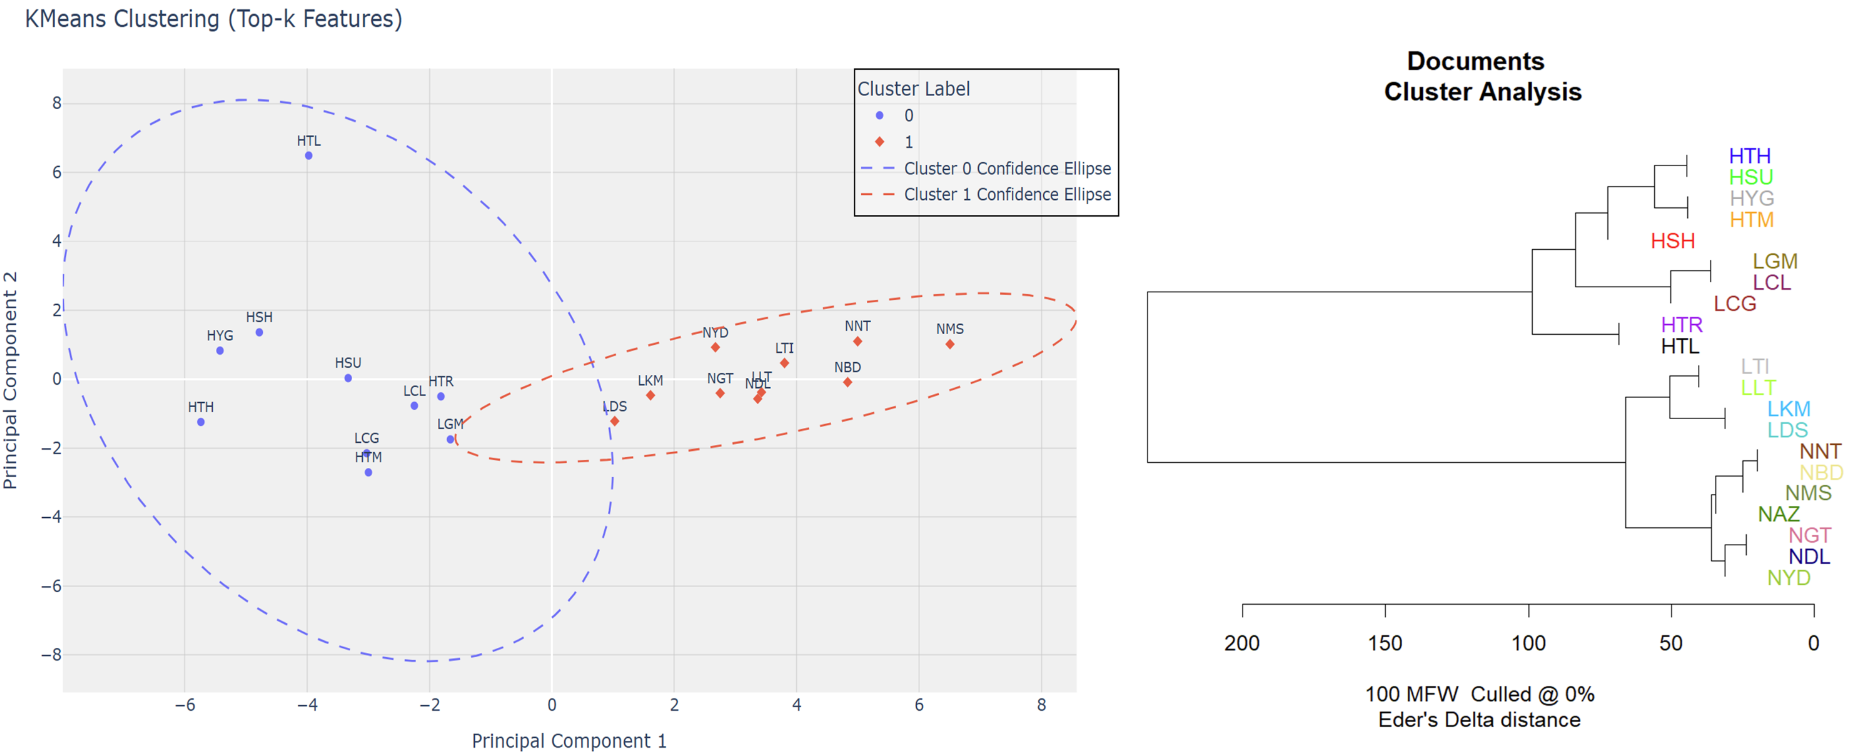 KMeans Clustering (Top-k Features)
Cluster Label
0
1
Cluster 0 Confidence Ellipse
Cluster 1 Confidence Ellipse
Principal Component 2
8
6
4
2
0
−2
−4
−6
−8
HTL
HSH
HYG
HSU
HTR
LCL
HTH
LGM
LCG
HTM
NYD
NNT
NMS
LTI
NBD
LKM
NGT
LLT
NDL
LDS
−6 −4 −2 0 2 4 6 8
Principal Component 1
Documents
Cluster Analysis
HTH
HSU
HYG
HTM
HSH
LGM
LCL
LCG
HTR
HTL
LTI
LLT
LKM
LDS
NNT
NBD
NMS
NAZ
NGT
NDL
NYD
200 150 100 50 0
100 MFW Culled @ 0%
Eder's Delta distance